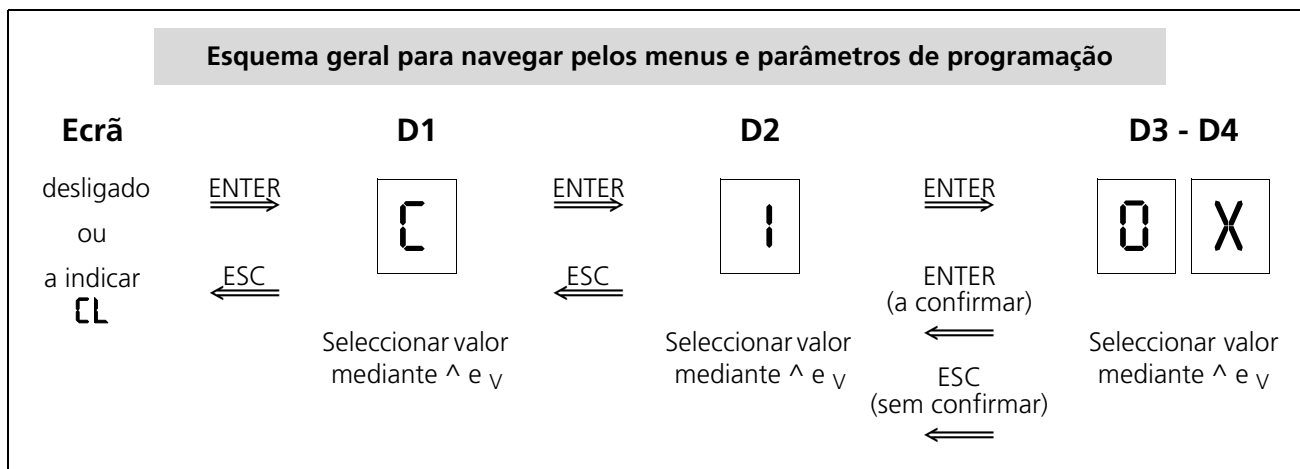 Esquema geral para navegar pelos menus e parâmetros de programação
Ecrã
D1
D2
D3 - D4
desligado
ou
a indicar
CL
ENTER
ESC
C
Seleccionar valor
mediante ^ e v
ENTER
ESC
1
Seleccionar valor
mediante ^ e v
ENTER
ENTER
(a confirmar)
ESC
(sem confirmar)
0 X
Seleccionar valor
mediante ^ e v